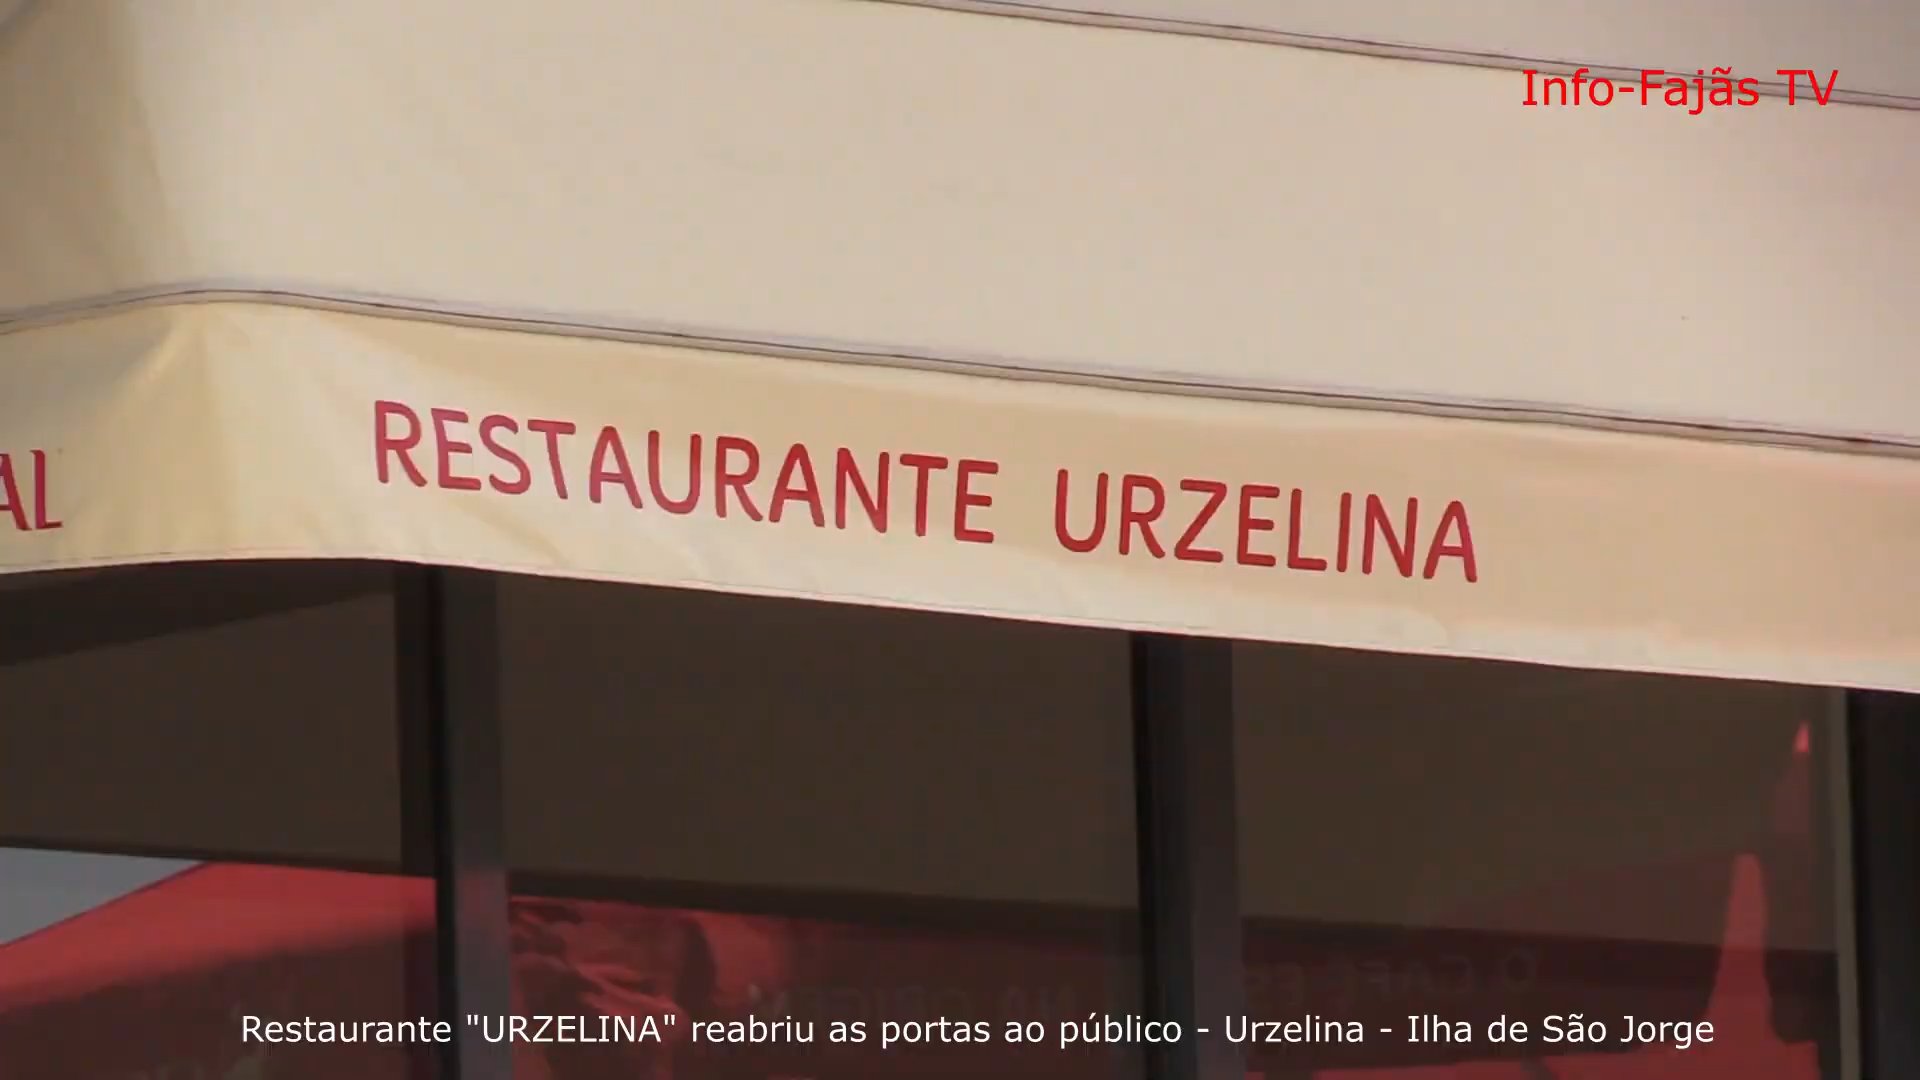 Info-Fajãs TV
AL
RESTAURANTE URZELINA
Restaurante "URZELINA" reabriu as portas ao público - Urzelina - Ilha de São Jorge